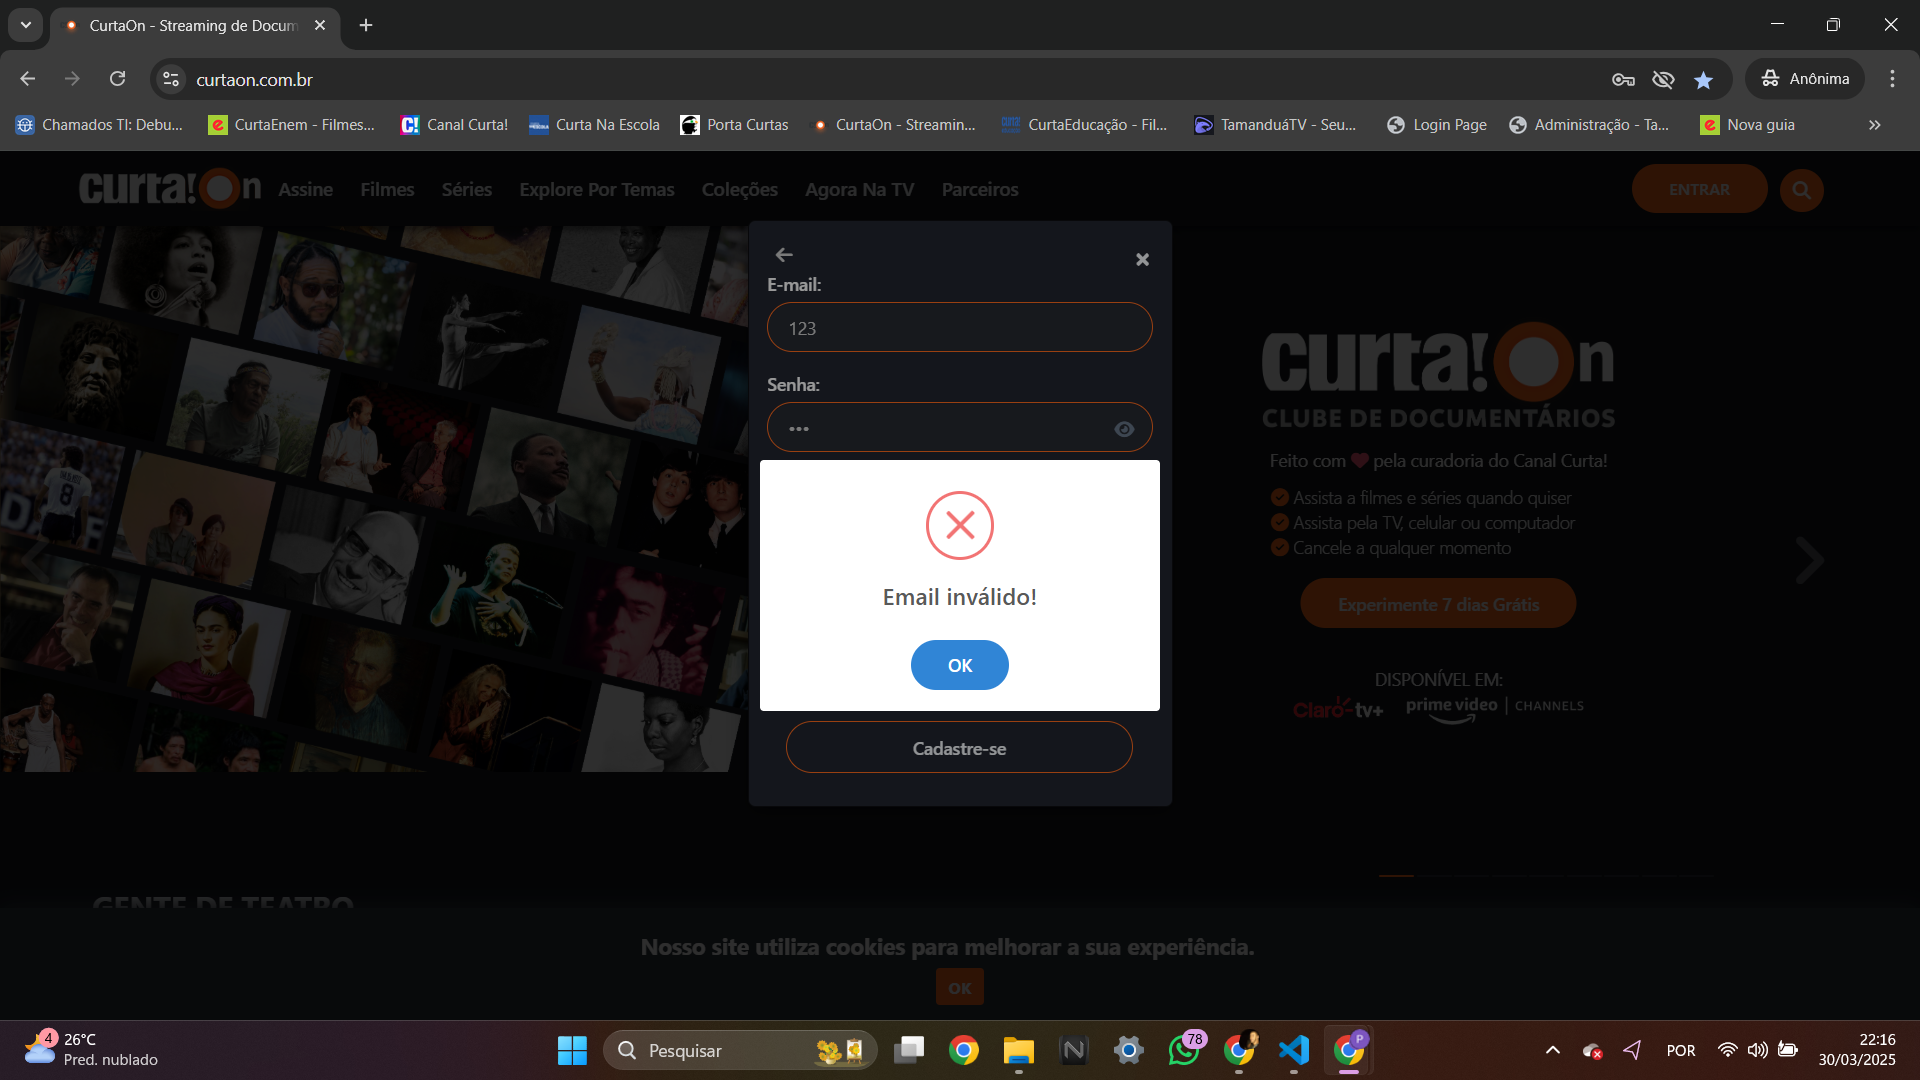 CurtaOn - Streaming de Docum
curtaon.com.br
Anônima
Chamados TI: Debu...
CurtaEnem - Filmes...
Canal Curta!
Curta Na Escola
Porta Curtas
CurtaOn - Streamin...
CurtaEducação - Fil...
TamanduáTV - Seu...
Login Page
Administração - Ta...
Nova guia
curta!On
Assine
Filmes
Séries
Explore Por Temas
Coleções
Agora Na TV
Parceiros
ENTRAR
E-mail:
123
Senha:
•••
Email inválido!
OK
Cadastre-se
curta!On
CLUBE DE DOCUMENTÁRIOS
Feito com ❤ pela curadoria do Canal Curta!
Assista a filmes e séries quando quiser
Assista pela TV, celular ou computador
Cancele a qualquer momento
Experimente 7 dias Grátis
DISPONÍVEL EM:
Claro tv+
prime video | CHANNELS
GENTE DE TEATRO
Nosso site utiliza cookies para melhorar a sua experiência.
OK
4
26°C
Pred. nublado
Pesquisar
78
P
POR
22:16
30/03/2025